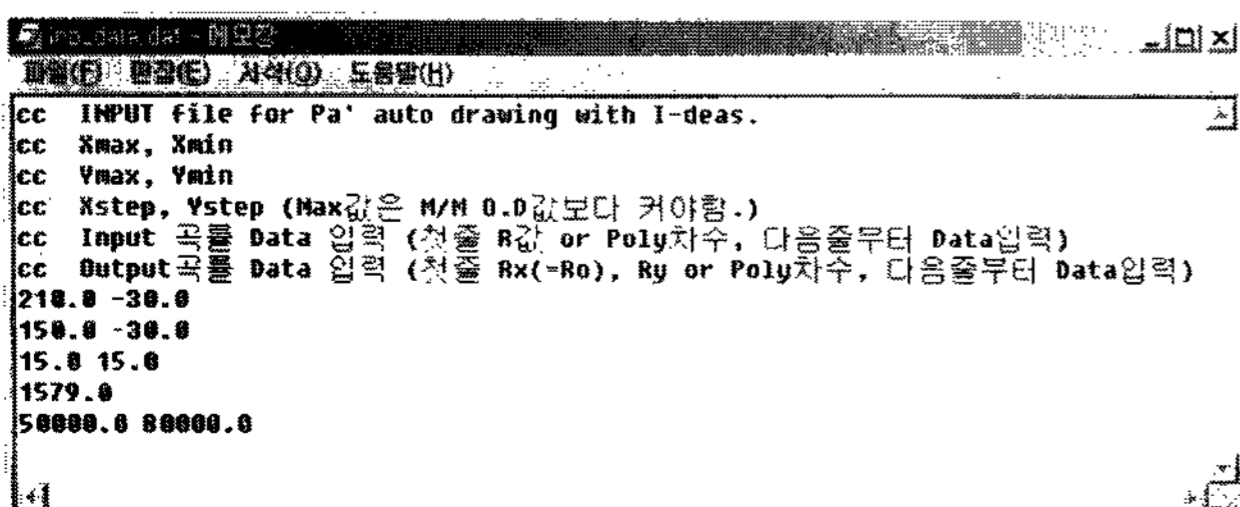 inp_data.dat - 메모장
파일(F) 편집(E) 서식(O) 도움말(H)
cc INPUT file for Pa' auto drawing with I-deas.
cc Xmax, Xmin
cc Ymax, Ymin
cc Xstep, Ystep (Max값은 M/M O.D값보다 커야함.)
cc Input 곡률 Data 입력 (첫줄 R값 or Poly차수, 다음줄부터 Data입력)
cc Output곡률 Data 입력 (첫줄 Rx(=Ro), Ry or Poly차수, 다음줄부터 Data입력)
210.0 -30.0
150.0 -30.0
15.0 15.0
1579.0
50000.0 80000.0